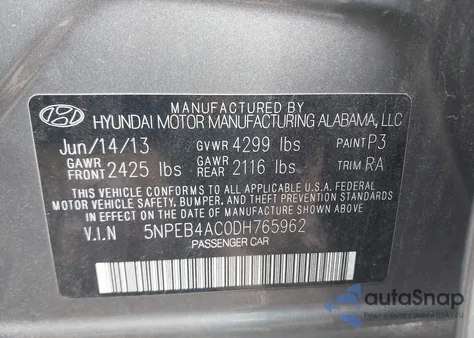 MANUFACTURED BY
HYUNDAI MOTOR MANUFACTURING ALABAMA, LLC
Jun/14/13 GVWR 4299 lbs PAINT P3
GAWR FRONT 2425 lbs GAWR REAR 2116 lbs TRIM RA
THIS VEHICLE CONFORMS TO ALL APPLICABLE U.S.A. FEDERAL
MOTOR VEHICLE SAFETY, BUMPER, AND THEFT PREVENTION STANDARDS
IN EFFECT ON THE DATE OF MANUFACTURE SHOWN ABOVE.
V.I.N 5NPEB4AC0DH765962
PASSENGER CAR
autoSnap